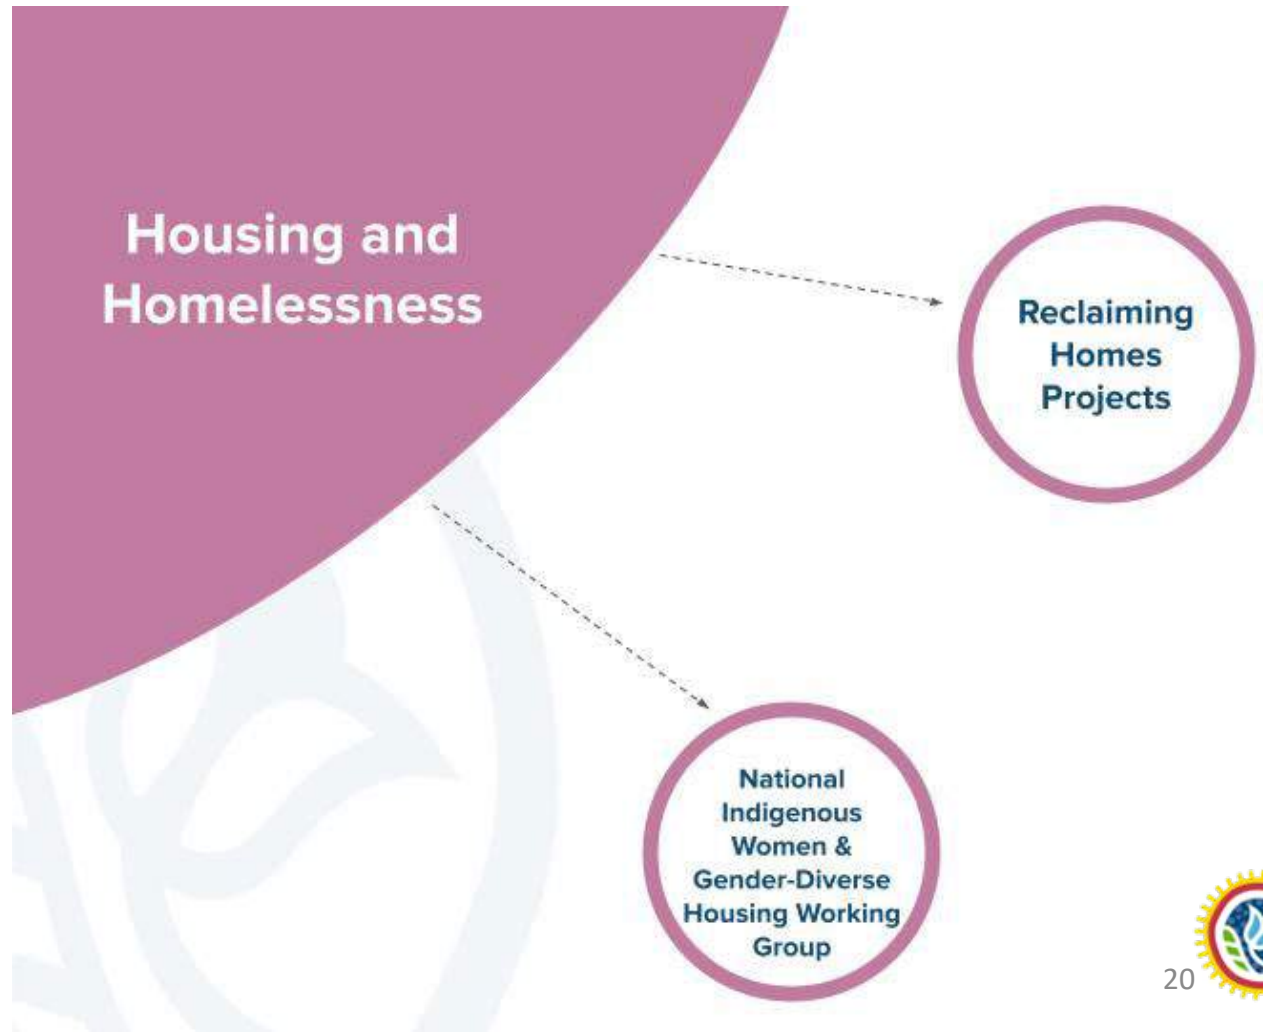 Housing and
Homelessness
Reclaiming
Homes
Projects
National
Indigenous
Women &
Gender-Diverse
Housing Working
Group
20